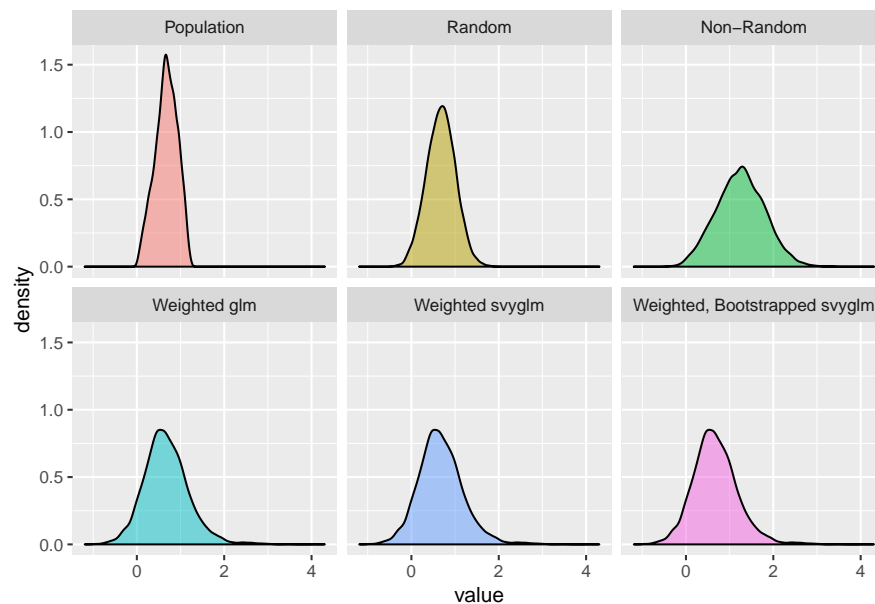 Population Random Non−Random
1.5
1.0
0.5
0.0
density
Weighted glm Weighted svyglm Weighted, Bootstrapped svyglm
1.5
1.0
0.5
0.0
0 2 4 0 2 4 0 2 4
value